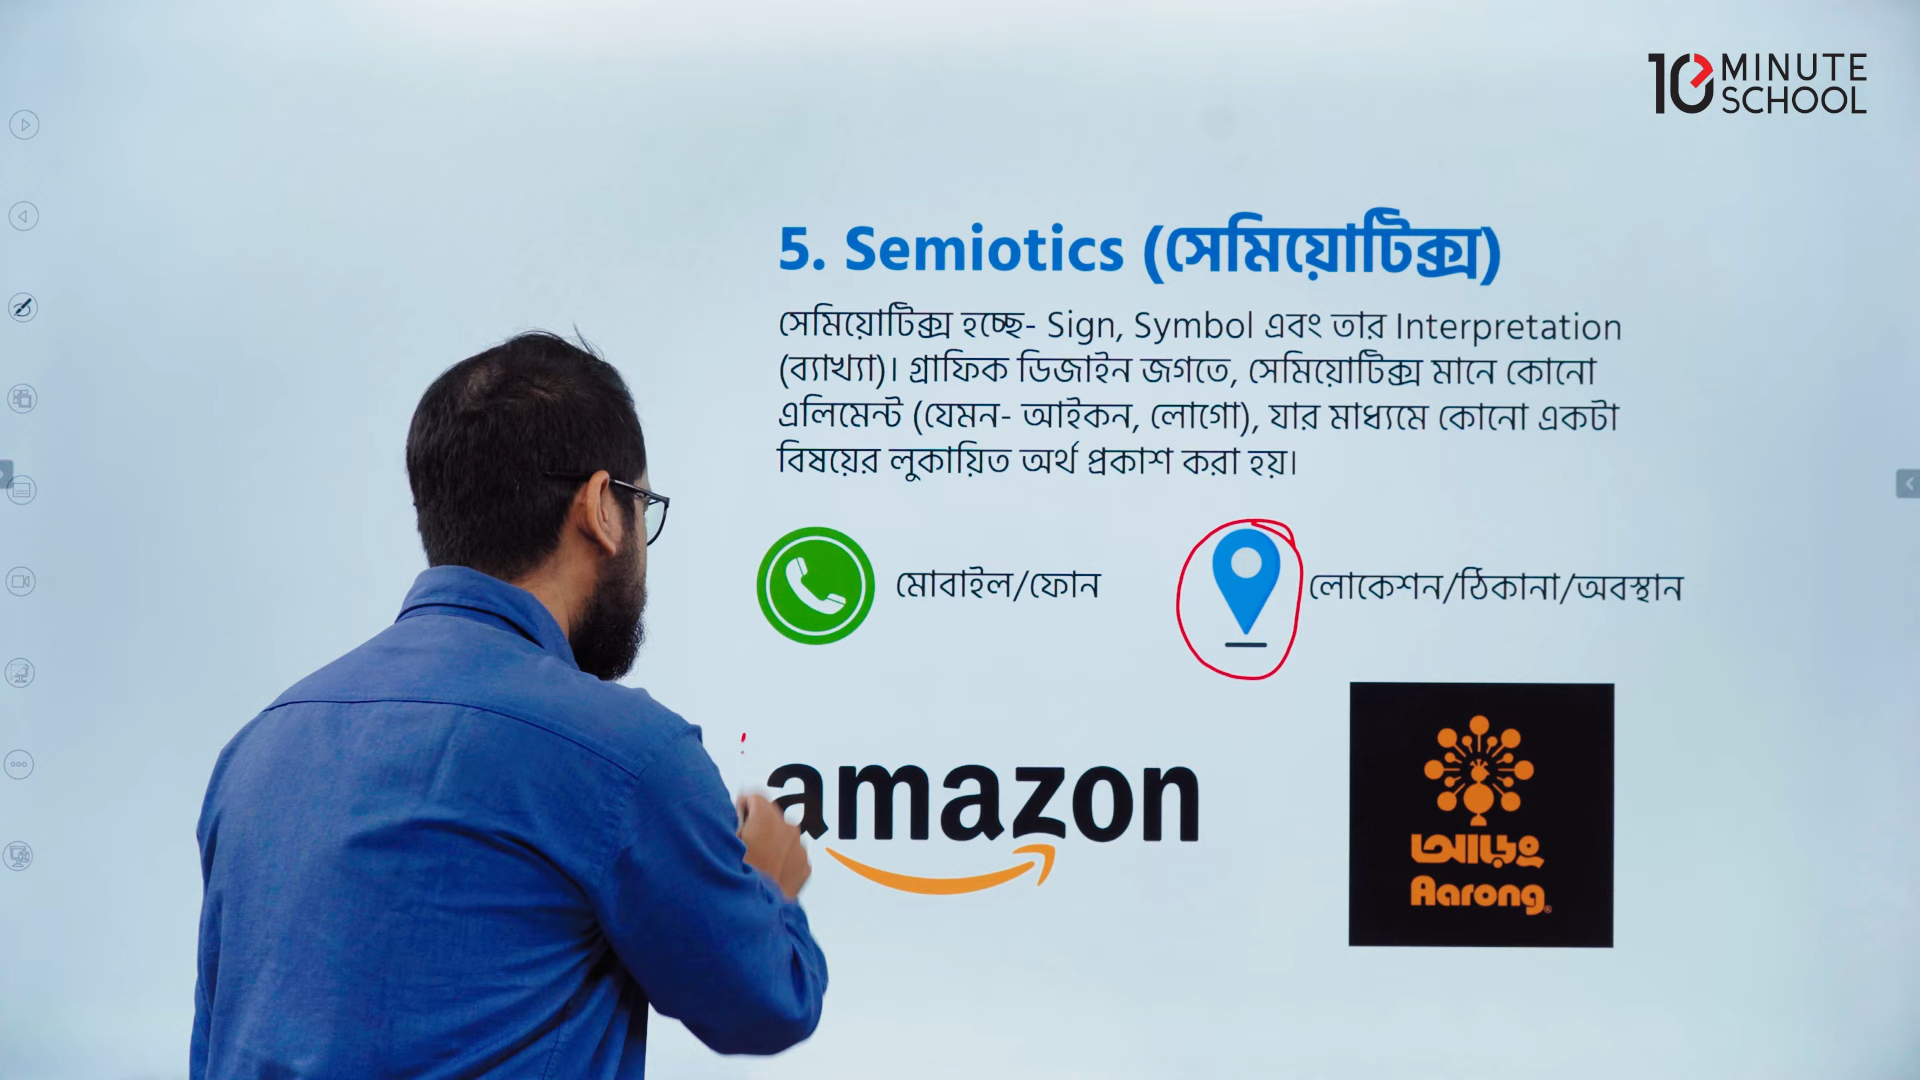 10 MINUTE SCHOOL
5. Semiotics (সেমিয়োটিক্স)
সেমিয়োটিক্স হচ্ছে- Sign, Symbol এবং তার Interpretation
(ব্যাখ্যা)। গ্রাফিক ডিজাইন জগতে, সেমিয়োটিক্স মানে কোনো
এলিমেন্ট (যেমন- আইকন, লোগো), যার মাধ্যমে কোনো একটা
বিষয়ের লুকায়িত অর্থ প্রকাশ করা হয়।
মোবাইল/ফোন
লোকেশন/ঠিকানা/অবস্থান
amazon
আড়ং
Aarong®